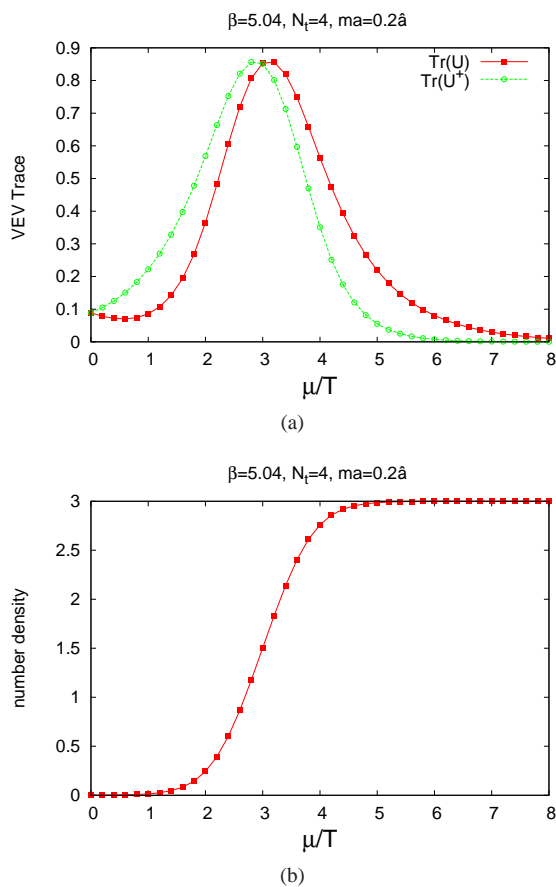 β=5.04, Nt=4, ma=0.2â
0.9
0.8
0.7
0.6
0.5
0.4
0.3
0.2
0.1
0
VEV Trace
Tr(U)
Tr(U⁺)
0 1 2 3 4 5 6 7 8
μ/T
(a)
β=5.04, Nt=4, ma=0.2â
3
2.5
2
1.5
1
0.5
0
number density
0 1 2 3 4 5 6 7 8
μ/T
(b)